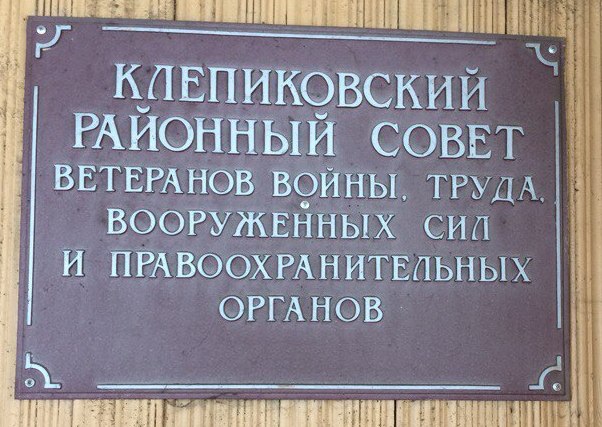 КЛЕПИКОВСКИЙ
РАЙОННЫЙ СОВЕТ
ВЕТЕРАНОВ ВОЙНЫ, ТРУДА,
ВООРУЖЕННЫХ СИЛ
И ПРАВООХРАНИТЕЛЬНЫХ
ОРГАНОВ